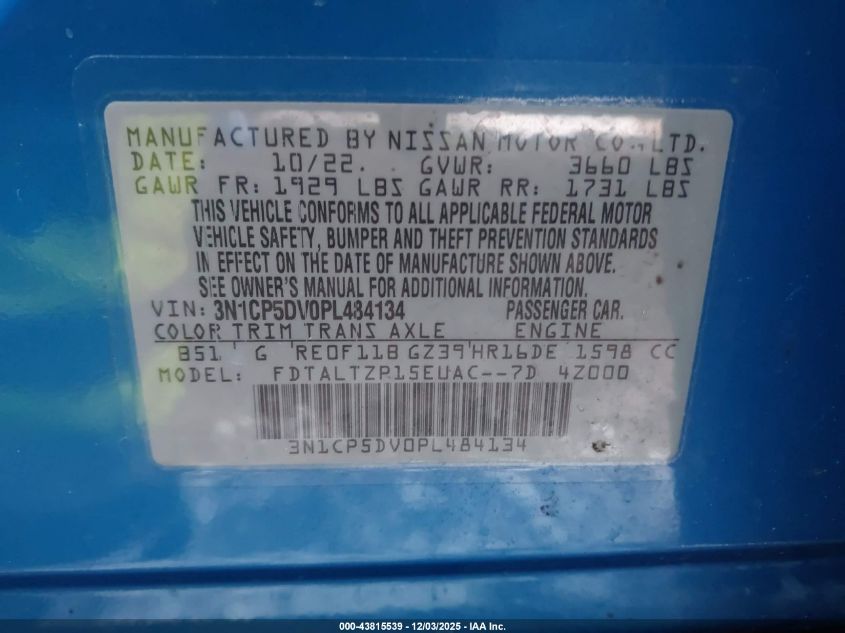 MANUFACTURED BY NISSAN MOTOR CO., LTD.
DATE: 10/22. GVWR: 3660 LBS
GAWR FR: 1929 LBS GAWR RR: 1731 LBS
THIS VEHICLE CONFORMS TO ALL APPLICABLE FEDERAL MOTOR
VEHICLE SAFETY, BUMPER AND THEFT PREVENTION STANDARDS
IN EFFECT ON THE DATE OF MANUFACTURE SHOWN ABOVE.
SEE OWNER'S MANUAL FOR ADDITIONAL INFORMATION.
VIN: 3N1CP5DV0PL484134 PASSENGER CAR.
COLOR TRIM TRANS AXLE ENGINE
B51 G RE0F11B GZ39 HR16DE 1598 CC
MODEL: FDTALTZP15EUAC--7D 4Z000
3N1CP5DV0PL484134
000-43815539 - 12/03/2025 - IAA Inc.